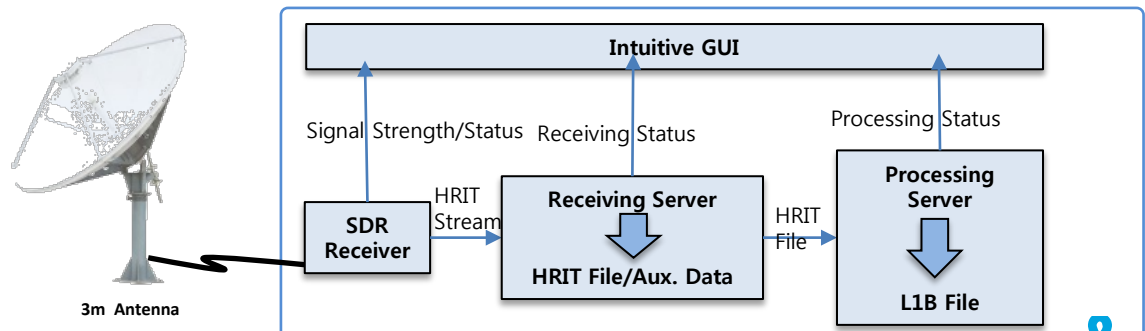 Intuitive GUI
Signal Strength/Status
Receiving Status
Processing Status
SDR
Receiver
HRIT
Stream
Receiving Server
HRIT File/Aux. Data
HRIT
File
Processing
Server
L1B File
3m Antenna